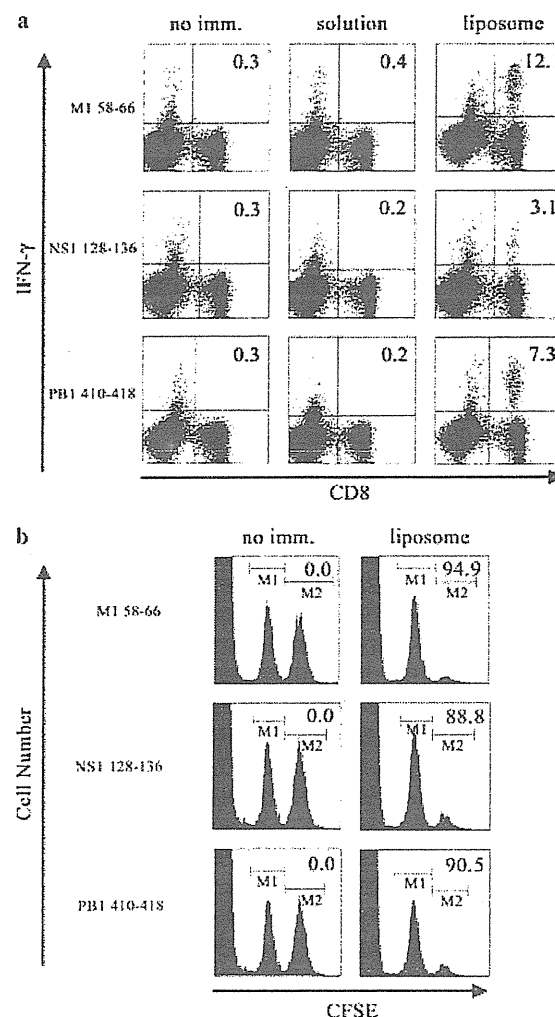 a
no imm. solution liposome
M1 58-66 0.3 0.4 12.
NS1 128-136 0.3 0.2 3.1
PB1 410-418 0.3 0.2 7.3
IFN-γ
CD8
b
no imm. liposome
M1 58-66 0.0 94.9
M1 M2 M1 M2
NS1 128-136 0.0 88.8
M1 M2 M1 M2
PB1 410-418 0.0 90.5
M1 M2 M1 M2
Cell Number
CFSE